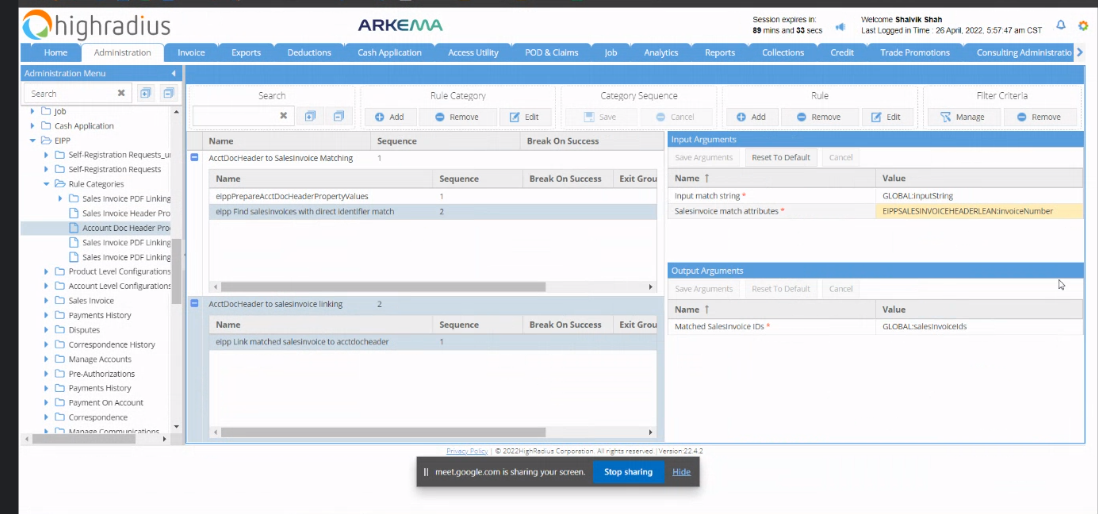 highradius
ARKEMA
Session expires in:
89 mins and 33 secs
Welcome Shalvik Shah
Last Logged in Time : 26 April, 2022, 5:57:47 am CST
Home Administration Invoice Exports Deductions Cash Application Access Utility POD & Claims Job Analytics Reports Collections Credit Trade Promotions Consulting Administratio
Administration Menu
Search
Job
Cash Application
EIPP
Self-Registration Requests_u
Self-Registration Requests
Rule Categories
Sales Invoice PDF Linking
Sales Invoice Header Pro
Account Doc Header Pro
Sales Invoice PDF Linking
Sales Invoice PDF Linking
Product Level Configurations
Account Level Configurations
Sales Invoice
Payments History
Disputes
Correspondence History
Manage Accounts
Pre-Authorizations
Payments History
Payment On Account
Correspondence
Manage Communications
Search Rule Category Category Sequence Rule Filter Criteria
Add Remove Edit Save Cancel Add Remove Edit Manage Remove
Name Sequence Break On Success
AcctDocHeader to SalesInvoice Matching 1
Name Sequence Break On Success Exit Grou
eippPrepareAcctDocHeaderPropertyValues 1
eipp Find salesinvoices with direct identifier match 2
AcctDocHeader to salesinvoice linking 2
Name Sequence Break On Success Exit Grou
eipp Link matched salesinvoice to acctdocheader 1
Input Arguments
Save Arguments Reset To Default Cancel
Name ↑ Value
Input match string * GLOBAL:InputString
Salesinvoice match attributes * EIPPSALESINVOICEHEADERLEAN:invoiceNumber
Output Arguments
Save Arguments Reset To Default Cancel
Name ↑ Value
Matched SalesInvoice IDs * GLOBAL:salesInvoiceIds
Privacy Policy | © 2022HighRadius Corporation. All rights reserved.|Version:22.4.2
meet.google.com is sharing your screen. Stop sharing Hide